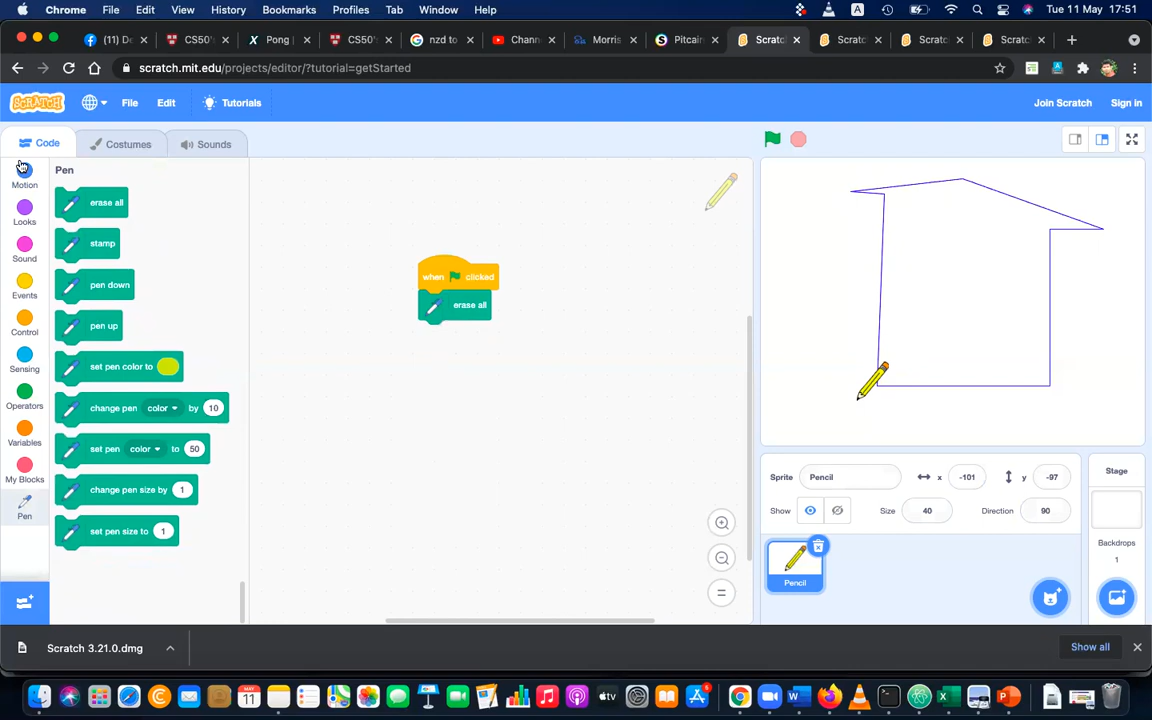 Chrome File Edit View History Bookmarks Profiles Tab Window Help
A
Tue 11 May 17:51
(11) De
CS50's
Pong
CS50's
nzd to
Chann
Morris
Pitcair
Scratc
Scratc
Scratc
Scratc
scratch.mit.edu/projects/editor/?tutorial=getStarted
SCRATCH
File
Edit
Tutorials
Join Scratch
Sign in
Code
Costumes
Sounds
Motion
Looks
Sound
Events
Control
Sensing
Operators
Variables
My Blocks
Pen
Pen
erase all
stamp
pen down
pen up
set pen color to
change pen color by 10
set pen color to 50
change pen size by 1
set pen size to 1
when clicked
erase all
Sprite Pencil x -101 y -97
Show Size 40 Direction 90
Pencil
Stage
Backdrops
1
Scratch 3.21.0.dmg
Show all